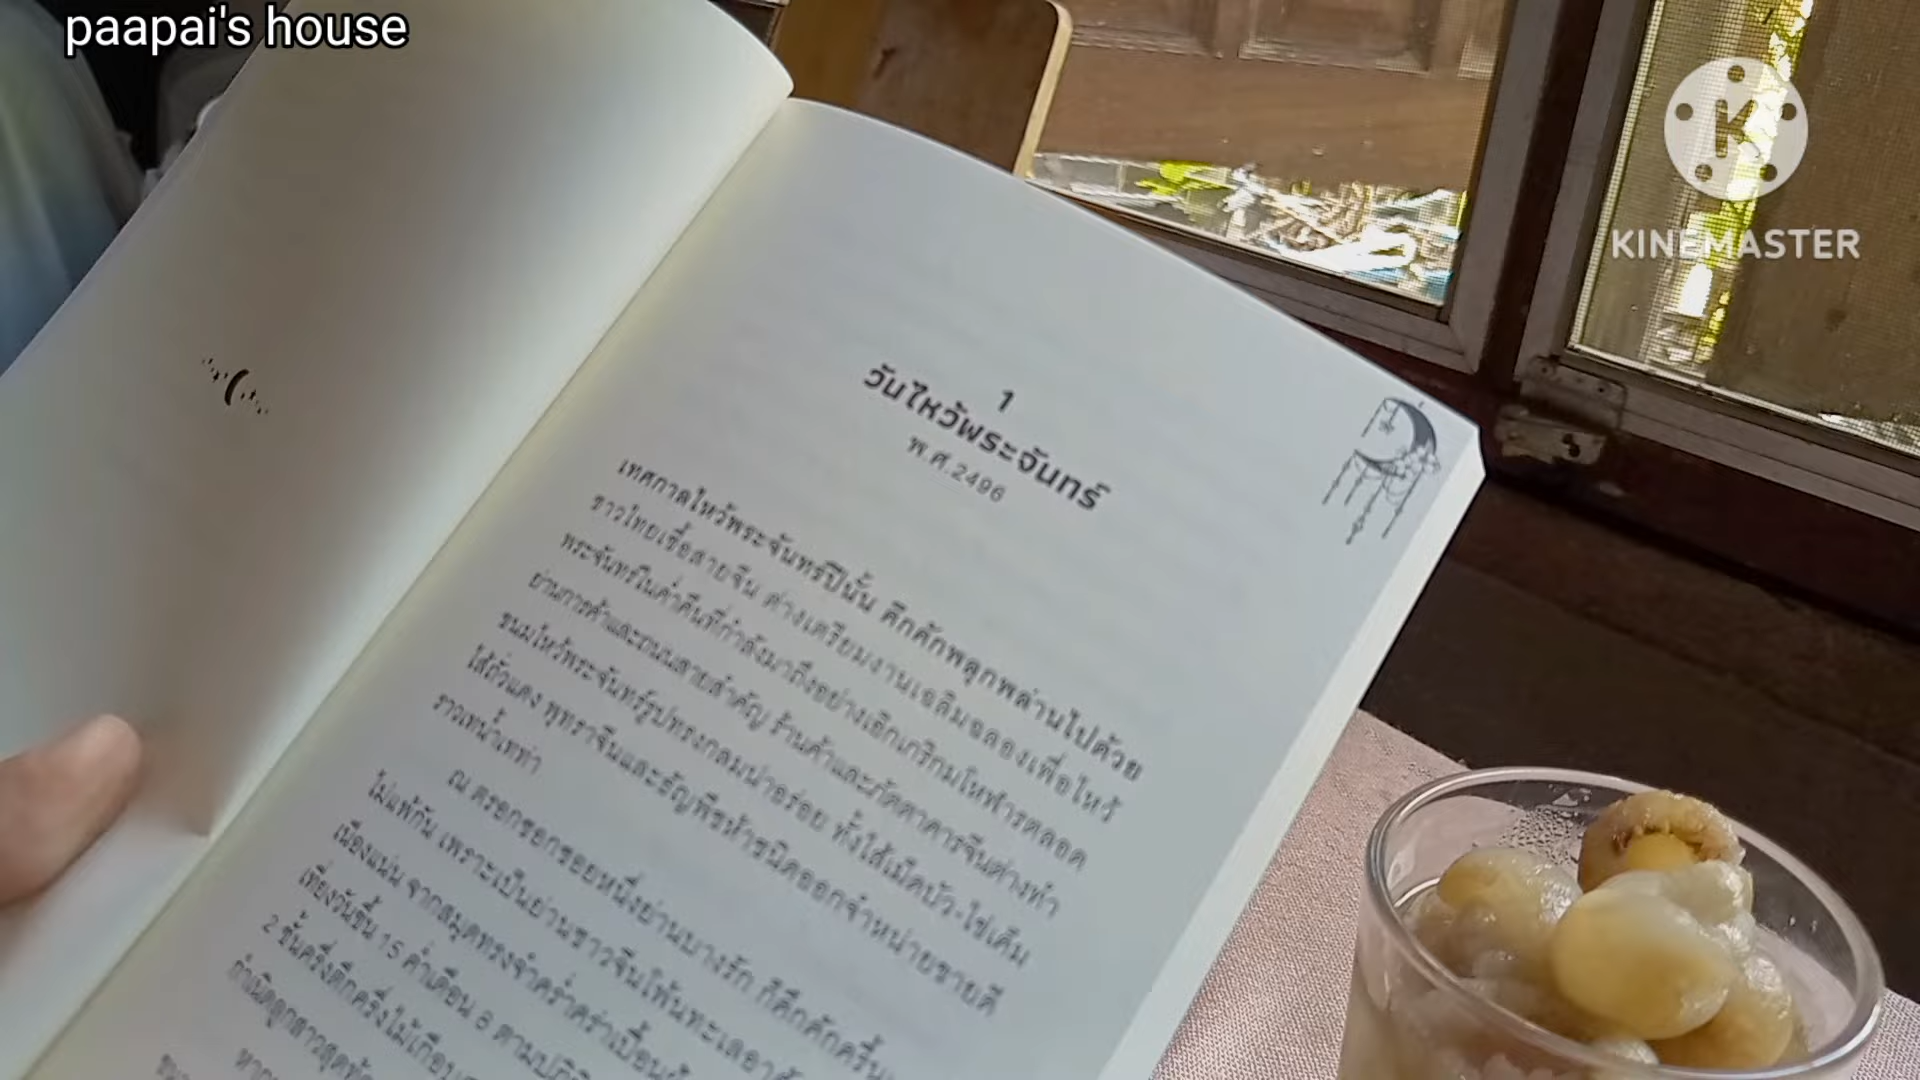 paapai's house
KINEMASTER
1
วันไหว้พระจันทร์
พ.ศ.2496
เทศกาลไหว้พระจันทร์ปีนั้น คึกคักพลุกพล่านไปด้วย
ชาวไทยเชื้อสายจีน ต่างเตรียมงานเฉลิมฉลองเพื่อไหว้
พระจันทร์ในค่ำคืนที่กำลังมาถึงอย่างเอิกเกริกมโหฬารตลอด
ย่านการค้าและถนนสายสำคัญ ร้านค้าและภัตตาคารจีนต่างทำ
ขนมไหว้พระจันทร์รูปทรงกลมน่าอร่อย ทั้งไส้เม็ดบัว-ไข่เค็ม
ไส้ถั่วแดง พุทราจีนและธัญพืชห้าชนิดออกจำหน่ายขายดี
ราวเทน้ำเทท่า
ณ ตรอกซอกซอยหนึ่งย่านบางรัก ก็คึกคักครื้น
ไม่แพ้กัน เพราะเป็นย่านชาวจีนโพ้นทะเลอา
เนืองแน่น จากสมุดทรงจำคร่ำคร่าเปื้อน
เที่ยงวันขึ้น 15 ค่ำเดือน 8 ตามปฏิ
2 ชั้นครึ่งตึกครึ่งไม้เกือบ
กำเนิดลูกสาวสุด